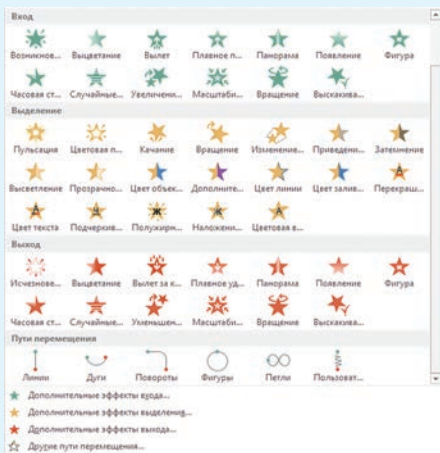 Вход
Возникнов... Выцветание Вылет Плавное п... Панорама Появление Фигура
Часовая ст... Случайные... Увеличени... Масштаби... Вращение Выскакива...
Выделение
Пульсация Цветовая п... Качание Вращение Изменение... Приведени... Затемнение
Высветление Прозрачно... Цвет объек... Дополните... Цвет линии Цвет залив... Перекраш...
Цвет текста Подчеркив... Полужирн... Наложени... Цветовая в...
Выход
Исчезнове... Выцветание Вылет за к... Плавное уд... Панорама Появление Фигура
Часовая ст... Случайные... Уменьшен... Масштаби... Вращение Выскакива...
Пути перемещения
Линии Дуги Повороты Фигуры Петли Пользоват...
Дополнительные эффекты входа...
Дополнительные эффекты выделения...
Дополнительные эффекты выхода...
Другие пути перемещения...